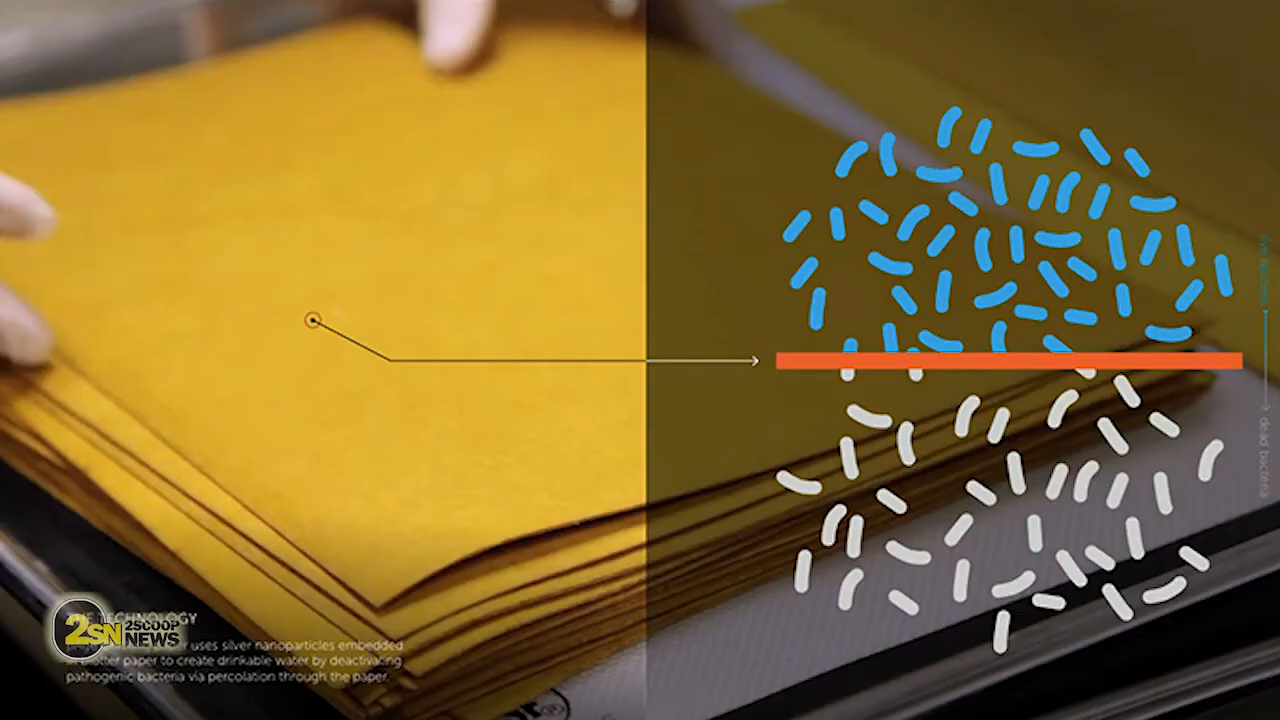 THE TECHNOLOGY
2SN 2SCOOP
NEWS
uses silver nanoparticles embedded
blotter paper to create drinkable water by deactivating
pathogenic bacteria via percolation through the paper.
live bacteria
dead bacteria